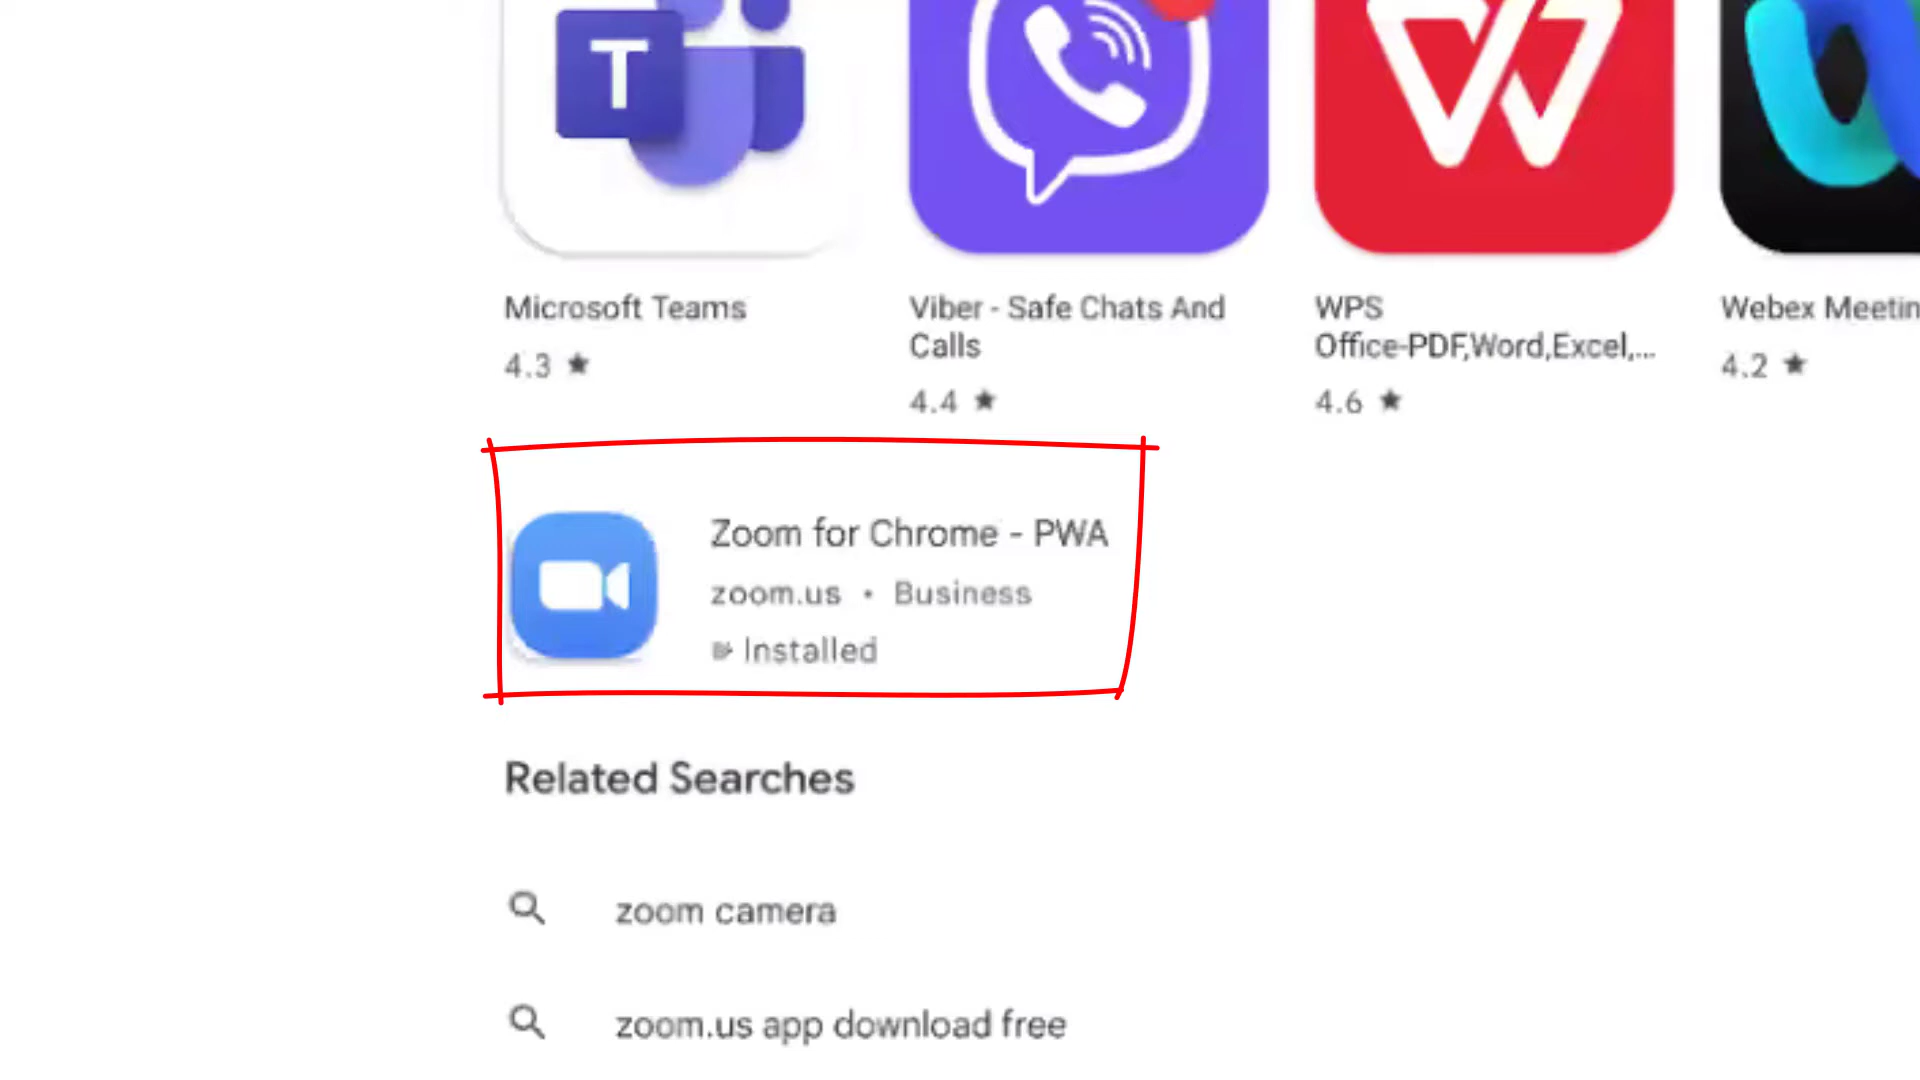 T
Microsoft Teams
4.3 ★
Viber - Safe Chats And
Calls
4.4 ★
WPS
Office-PDF,Word,Excel,...
4.6 ★
Webex Meetin
4.2 ★
Zoom for Chrome - PWA
zoom.us • Business
Installed
Related Searches
zoom camera
zoom.us app download free